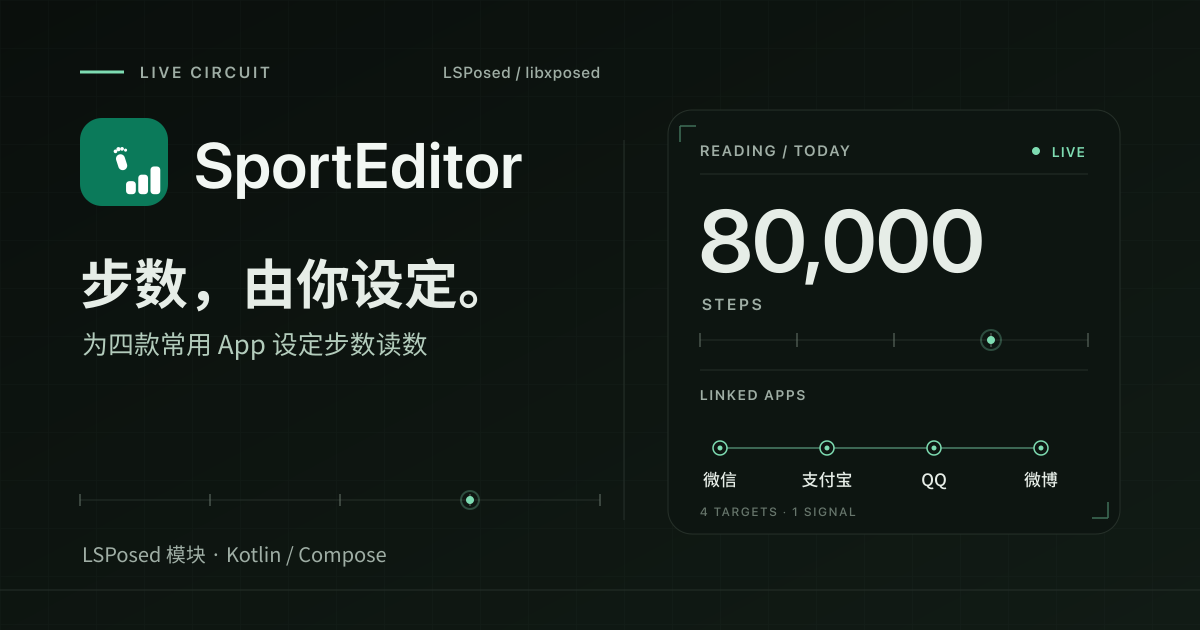 LIVE CIRCUIT
LSPosed / libxposed
SportEditor
步数，由你设定。
为四款常用 App 设定步数读数
LSPosed 模块 · Kotlin / Compose
READING / TODAY
LIVE
80,000
STEPS
LINKED APPS
微信
支付宝
QQ
微博
4 TARGETS · 1 SIGNAL